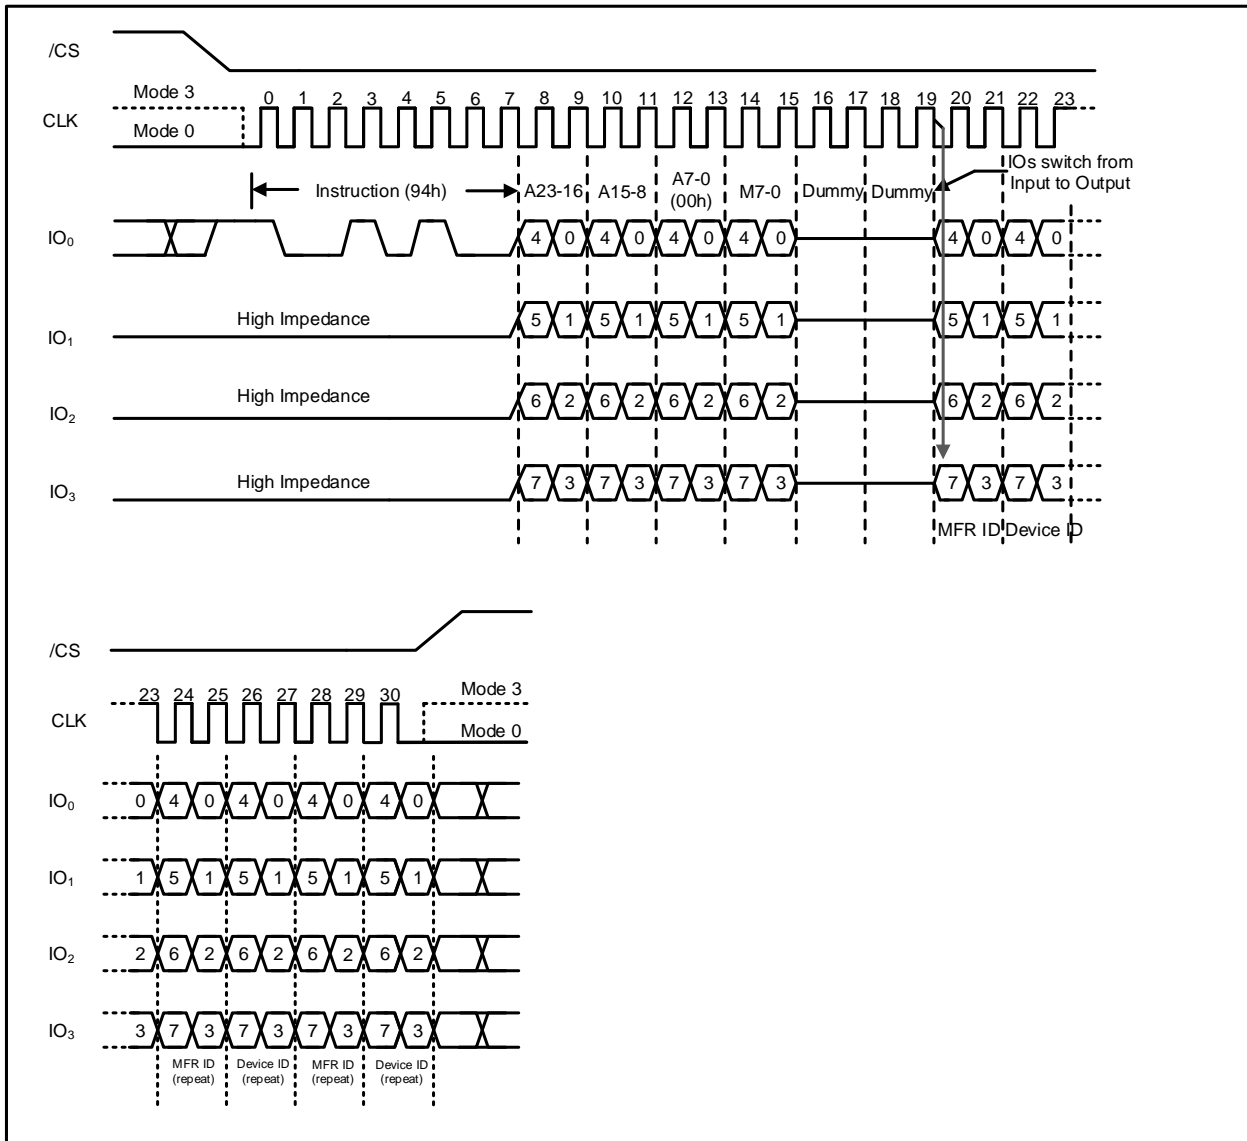 /CS
Mode 3
0 1 2 3 4 5 6 7 8 9 10 11 12 13 14 15 16 17 18 19 20 21 22 23
CLK
Mode 0
IOs switch from
Input to Output
Instruction (94h)
A23-16 A15-8 A7-0 M7-0 Dummy Dummy
(00h)
IO0 4 0 4 0 4 0 4 0 4 0 4 0
High Impedance
IO1 5 1 5 1 5 1 5 1 5 1 5 1
High Impedance
IO2 6 2 6 2 6 2 6 2 6 2 6 2
High Impedance
IO3 7 3 7 3 7 3 7 3 7 3 7 3
MFR ID Device ID
/CS
23 24 25 26 27 28 29 30 Mode 3
CLK
Mode 0
IO0 0 4 0 4 0 4 0 4 0
IO1 1 5 1 5 1 5 1 5 1
IO2 2 6 2 6 2 6 2 6 2
IO3 3 7 3 7 3 7 3 7 3
MFR ID Device ID MFR ID Device ID
(repeat) (repeat) (repeat) (repeat)